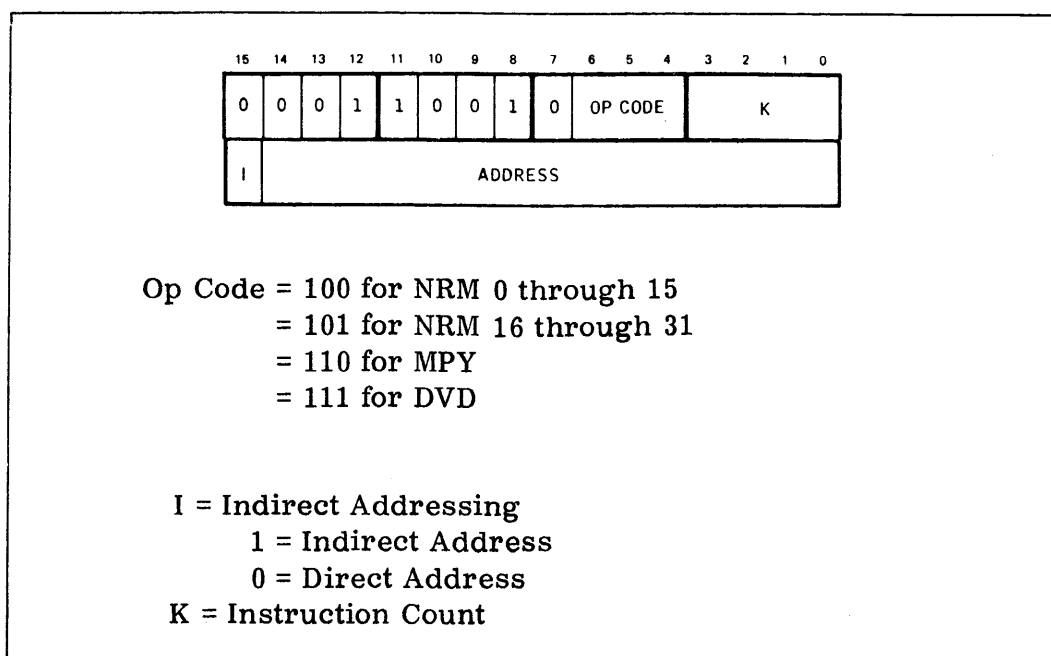 15 14 13 12 11 10 9 8 7 6 5 4 3 2 1 0
0 0 0 1 1 0 0 1 0 OP CODE K
I ADDRESS
Op Code = 100 for NRM 0 through 15
= 101 for NRM 16 through 31
= 110 for MPY
= 111 for DVD
I = Indirect Addressing
1 = Indirect Address
0 = Direct Address
K = Instruction Count